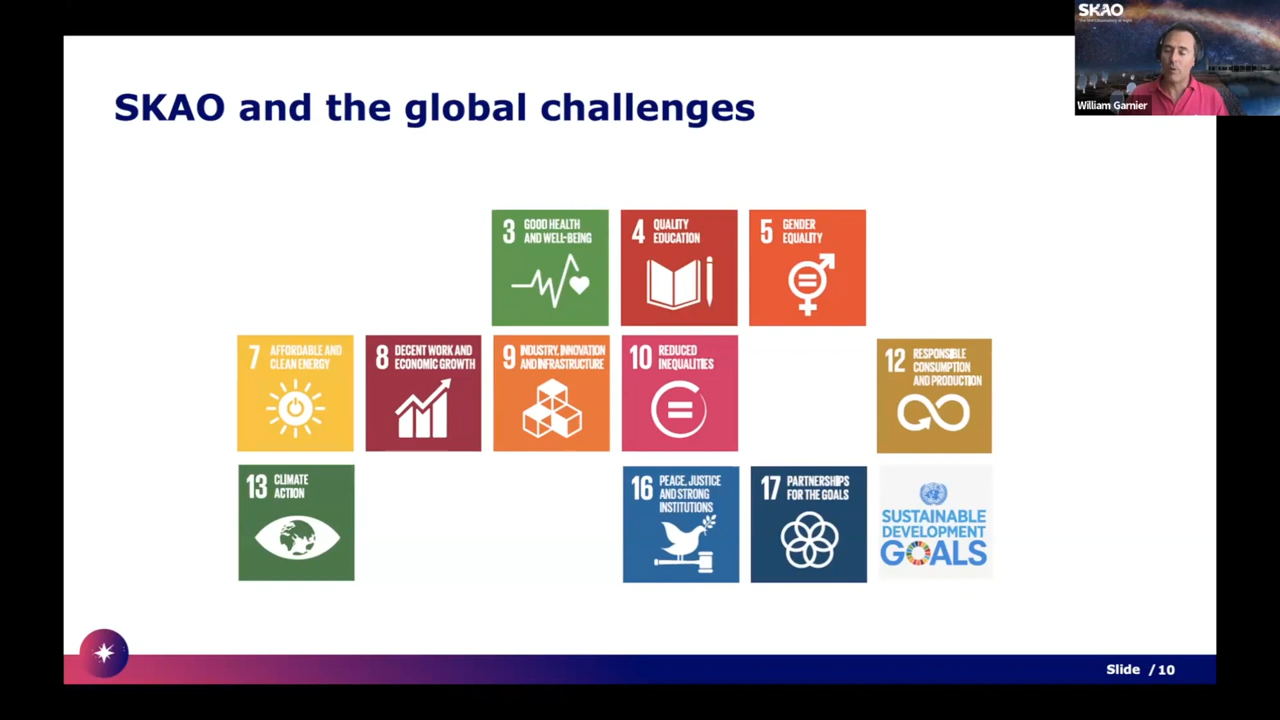 SKAO
William Garnier
SKAO and the global challenges
3 GOOD HEALTH
AND WELL-BEING
4 QUALITY
EDUCATION
5 GENDER
EQUALITY
7 AFFORDABLE AND
CLEAN ENERGY
8 DECENT WORK AND
ECONOMIC GROWTH
9 INDUSTRY, INNOVATION
AND INFRASTRUCTURE
10 REDUCED
INEQUALITIES
12 RESPONSIBLE
CONSUMPTION
AND PRODUCTION
13 CLIMATE
ACTION
16 PEACE, JUSTICE
AND STRONG
INSTITUTIONS
17 PARTNERSHIPS
FOR THE GOALS
SUSTAINABLE
DEVELOPMENT
GOALS
Slide /10